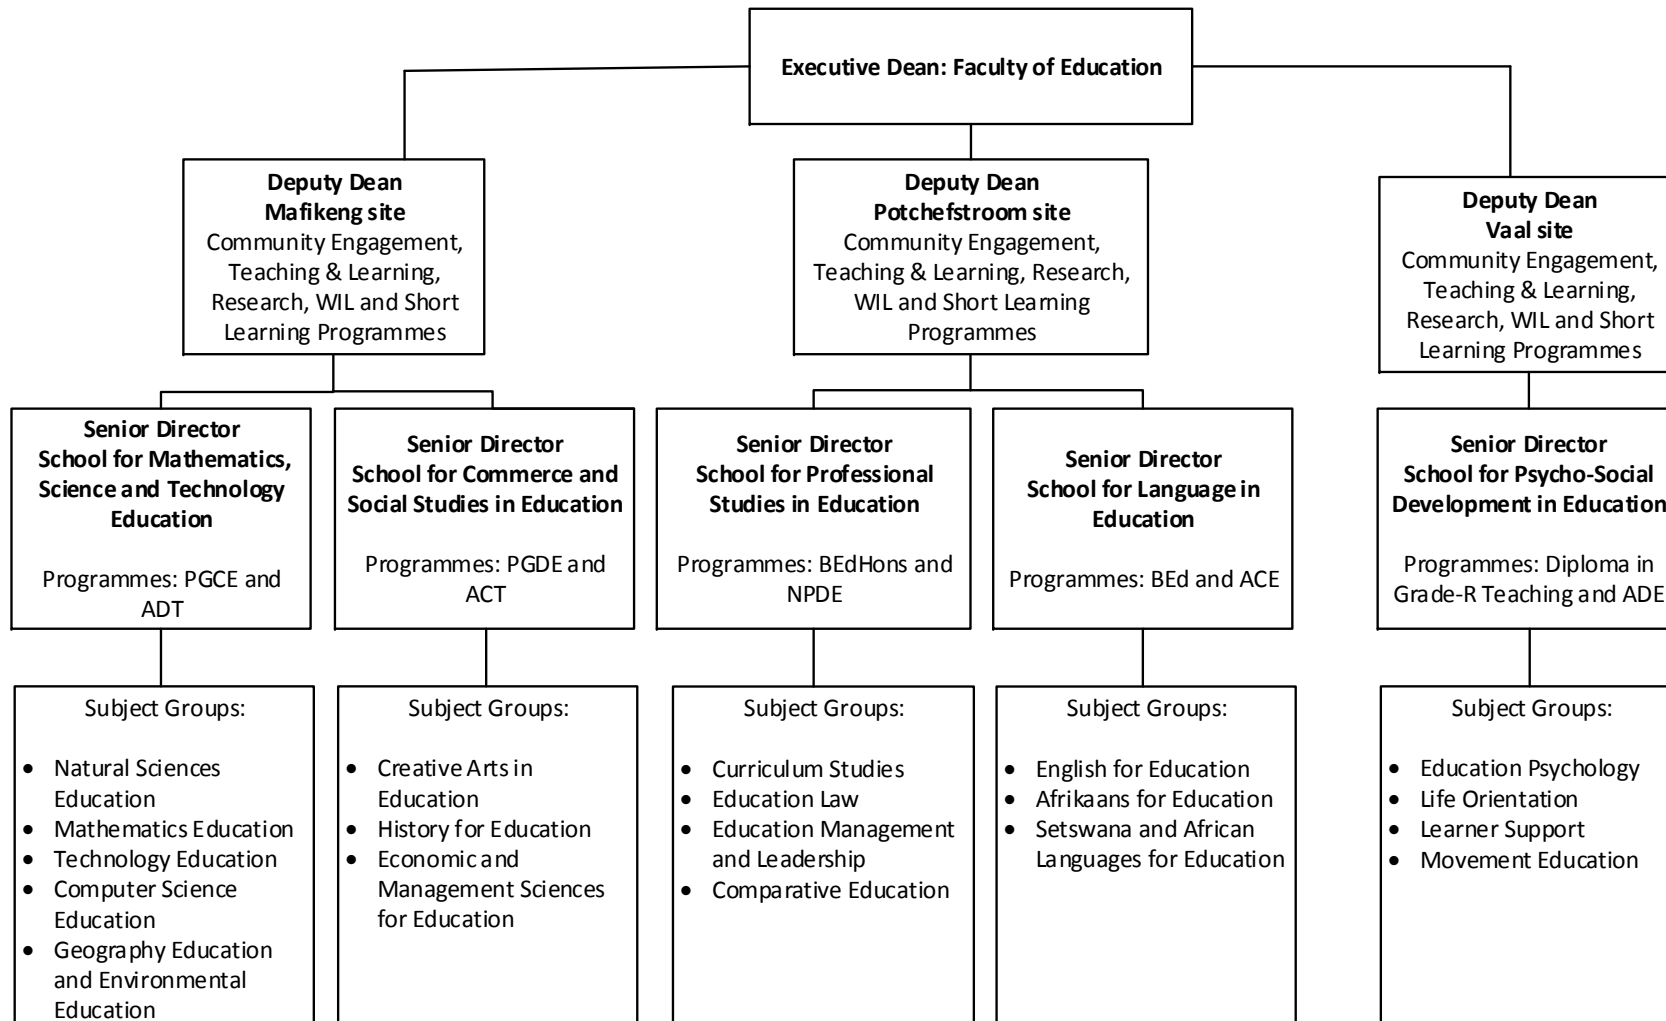 Executive Dean: Faculty of Education
Deputy Dean
Mafikeng site
Community Engagement,
Teaching & Learning,
Research, WIL and Short
Learning Programmes
Deputy Dean
Potchefstroom site
Community Engagement,
Teaching & Learning, Research,
WIL and Short Learning
Programmes
Deputy Dean
Vaal site
Community Engagement,
Teaching & Learning,
Research, WIL and Short
Learning Programmes
Senior Director
School for Mathematics,
Science and Technology
Education
Programmes: PGCE and
ADT
Senior Director
School for Commerce and
Social Studies in Education
Programmes: PGDE and
ACT
Senior Director
School for Professional
Studies in Education
Programmes: BEdHons and
NPDE
Senior Director
School for Language in
Education
Programmes: BEd and ACE
Senior Director
School for Psycho-Social
Development in Education
Programmes: Diploma in
Grade-R Teaching and ADE
Subject Groups:
• Natural Sciences
Education
• Mathematics Education
• Technology Education
• Computer Science
Education
• Geography Education
and Environmental
Education
Subject Groups:
• Creative Arts in
Education
• History for Education
• Economic and
Management Sciences
for Education
Subject Groups:
• Curriculum Studies
• Education Law
• Education Management
and Leadership
• Comparative Education
Subject Groups:
• English for Education
• Afrikaans for Education
• Setswana and African
Languages for Education
Subject Groups:
• Education Psychology
• Life Orientation
• Learner Support
• Movement Education